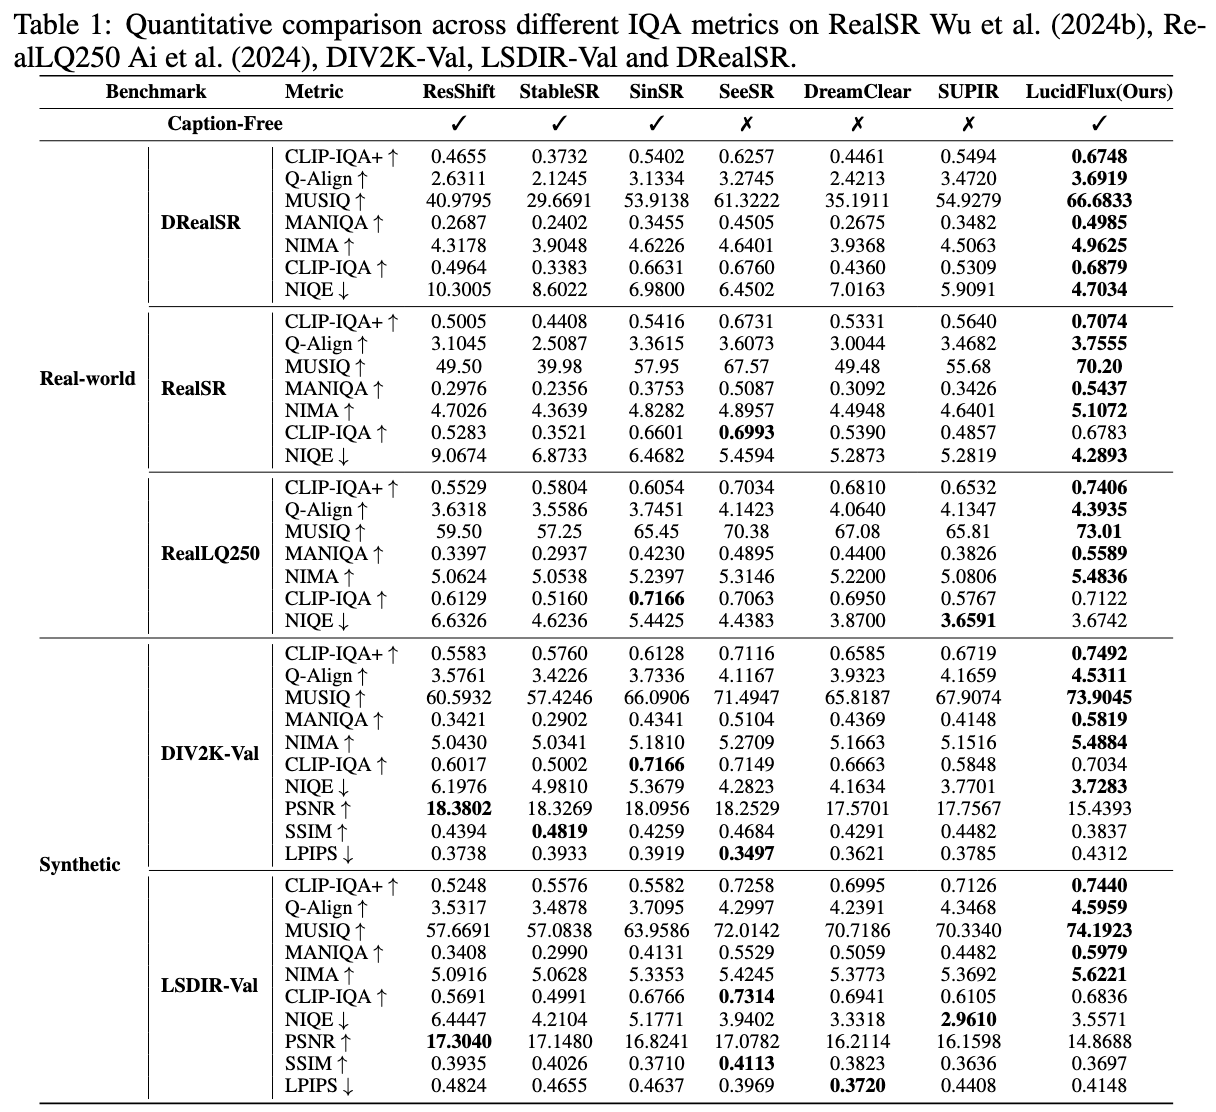 Table 1: Quantitative comparison across different IQA metrics on RealSR Wu et al. (2024b), Re-
alLQ250 Ai et al. (2024), DIV2K-Val, LSDIR-Val and DRealSR.
Benchmark Metric ResShift StableSR SinSR SeeSR DreamClear SUPIR LucidFlux(Ours)
Caption-Free ✓ ✓ ✓ ✗ ✗ ✗ ✓
Real-world
DRealSR
CLIP-IQA+ ↑ 0.4655 0.3732 0.5402 0.6257 0.4461 0.5494 0.6748
Q-Align ↑ 2.6311 2.1245 3.1334 3.2745 2.4213 3.4720 3.6919
MUSIQ ↑ 40.9795 29.6691 53.9138 61.3222 35.1911 54.9279 66.6833
MANIQA ↑ 0.2687 0.2402 0.3455 0.4505 0.2675 0.3482 0.4985
NIMA ↑ 4.3178 3.9048 4.6226 4.6401 3.9368 4.5063 4.9625
CLIP-IQA ↑ 0.4964 0.3383 0.6631 0.6760 0.4360 0.5309 0.6879
NIQE ↓ 10.3005 8.6022 6.9800 6.4502 7.0163 5.9091 4.7034
RealSR
CLIP-IQA+ ↑ 0.5005 0.4408 0.5416 0.6731 0.5331 0.5640 0.7074
Q-Align ↑ 3.1045 2.5087 3.3615 3.6073 3.0044 3.4682 3.7555
MUSIQ ↑ 49.50 39.98 57.95 67.57 49.48 55.68 70.20
MANIQA ↑ 0.2976 0.2356 0.3753 0.5087 0.3092 0.3426 0.5437
NIMA ↑ 4.7026 4.3639 4.8282 4.8957 4.4948 4.6401 5.1072
CLIP-IQA ↑ 0.5283 0.3521 0.6601 0.6993 0.5390 0.4857 0.6783
NIQE ↓ 9.0674 6.8733 6.4682 5.4594 5.2873 5.2819 4.2893
RealLQ250
CLIP-IQA+ ↑ 0.5529 0.5804 0.6054 0.7034 0.6810 0.6532 0.7406
Q-Align ↑ 3.6318 3.5586 3.7451 4.1423 4.0640 4.1347 4.3935
MUSIQ ↑ 59.50 57.25 65.45 70.38 67.08 65.81 73.01
MANIQA ↑ 0.3397 0.2937 0.4230 0.4895 0.4400 0.3826 0.5589
NIMA ↑ 5.0624 5.0538 5.2397 5.3146 5.2200 5.0806 5.4836
CLIP-IQA ↑ 0.6129 0.5160 0.7166 0.7063 0.6950 0.5767 0.7122
NIQE ↓ 6.6326 4.6236 5.4425 4.4383 3.8700 3.6591 3.6742
Synthetic
DIV2K-Val
CLIP-IQA+ ↑ 0.5583 0.5760 0.6128 0.7116 0.6585 0.6719 0.7492
Q-Align ↑ 3.5761 3.4226 3.7336 4.1167 3.9323 4.1659 4.5311
MUSIQ ↑ 60.5932 57.4246 66.0906 71.4947 65.8187 67.9074 73.9045
MANIQA ↑ 0.3421 0.2902 0.4341 0.5104 0.4369 0.4148 0.5819
NIMA ↑ 5.0430 5.0341 5.1810 5.2709 5.1663 5.1516 5.4884
CLIP-IQA ↑ 0.6017 0.5002 0.7166 0.7149 0.6663 0.5848 0.7034
NIQE ↓ 6.1976 4.9810 5.3679 4.2823 4.1634 3.7701 3.7283
PSNR ↑ 18.3802 18.3269 18.0956 18.2529 17.5701 17.7567 15.4393
SSIM ↑ 0.4394 0.4819 0.4259 0.4684 0.4291 0.4482 0.3837
LPIPS ↓ 0.3738 0.3933 0.3919 0.3497 0.3621 0.3785 0.4312
LSDIR-Val
CLIP-IQA+ ↑ 0.5248 0.5576 0.5582 0.7258 0.6995 0.7126 0.7440
Q-Align ↑ 3.5317 3.4878 3.7095 4.2997 4.2391 4.3468 4.5959
MUSIQ ↑ 57.6691 57.0838 63.9586 72.0142 70.7186 70.3340 74.1923
MANIQA ↑ 0.3408 0.2990 0.4131 0.5529 0.5059 0.4482 0.5979
NIMA ↑ 5.0916 5.0628 5.3353 5.4245 5.3773 5.3692 5.6221
CLIP-IQA ↑ 0.5691 0.4991 0.6766 0.7314 0.6941 0.6105 0.6836
NIQE ↓ 6.4447 4.2104 5.1771 3.9402 3.3318 2.9610 3.5571
PSNR ↑ 17.3040 17.1480 16.8241 17.0782 16.2114 16.1598 14.8688
SSIM ↑ 0.3935 0.4026 0.3710 0.4113 0.3823 0.3636 0.3697
LPIPS ↓ 0.4824 0.4655 0.4637 0.3969 0.3720 0.4408 0.4148